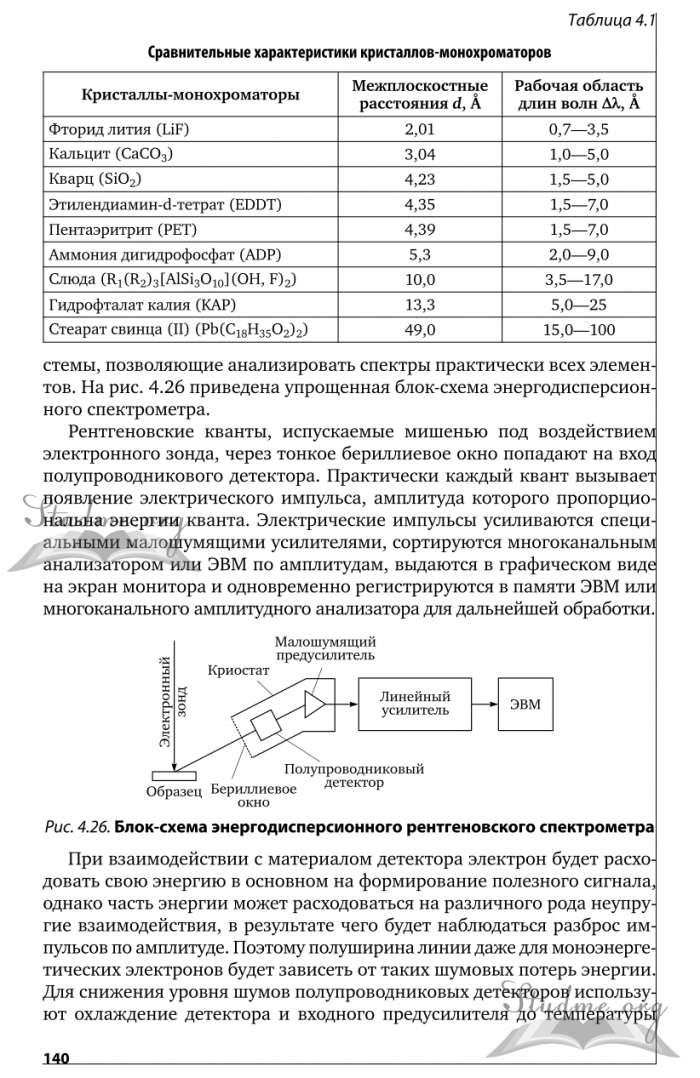 Таблица 4.1
Сравнительные характеристики кристаллов-монохроматоров
Кристаллы-монохроматоры | Межплоскостные расстояния d, Å | Рабочая область длин волн Δλ, Å
Фторид лития (LiF) | 2,01 | 0,7—3,5
Кальцит (CaCO₃) | 3,04 | 1,0—5,0
Кварц (SiO₂) | 4,23 | 1,5—5,0
Этилендиамин-d-тетрат (EDDT) | 4,35 | 1,5—7,0
Пентаэритрит (PET) | 4,39 | 1,5—7,0
Аммония дигидрофосфат (ADP) | 5,3 | 2,0—9,0
Слюда (R₁(R₂)₃[AlSi₃O₁₀](OH, F)₂) | 10,0 | 3,5—17,0
Гидрофталат калия (KAP) | 13,3 | 5,0—25
Стеарат свинца (II) (Pb(C₁₈H₃₅O₂)₂) | 49,0 | 15,0—100
стемы, позволяющие анализировать спектры практически всех элемен-
тов. На рис. 4.26 приведена упрощенная блок-схема энергодисперсион-
ного спектрометра.
Рентгеновские кванты, испускаемые мишенью под воздействием
электронного зонда, через тонкое бериллиевое окно попадают на вход
полупроводникового детектора. Практически каждый квант вызывает
появление электрического импульса, амплитуда которого пропорцио-
нальна энергии кванта. Электрические импульсы усиливаются специ-
альными малошумящими усилителями, сортируются многоканальным
анализатором или ЭВМ по амплитудам, выдаются в графическом виде
на экран монитора и одновременно регистрируются в памяти ЭВМ или
многоканального амплитудного анализатора для дальнейшей обработки.
Studme.org
Электронный
зонд
Криостат
Малошумящий
предусилитель
Линейный
усилитель
ЭВМ
Полупроводниковый
детектор
Образец
Бериллиевое
окно
Рис. 4.26. Блок-схема энергодисперсионного рентгеновского спектрометра
При взаимодействии с материалом детектора электрон будет расхо-
довать свою энергию в основном на формирование полезного сигнала,
однако часть энергии может расходоваться на различного рода неупру-
гие взаимодействия, в результате чего будет наблюдаться разброс им-
пульсов по амплитуде. Поэтому полуширина линии даже для моноэнерге-
тических электронов будет зависеть от таких шумовых потерь энергии.
Для снижения уровня шумов полупроводниковых детекторов использу-
ют охлаждение детектора и входного предусилителя до температуры
Studme.org
140